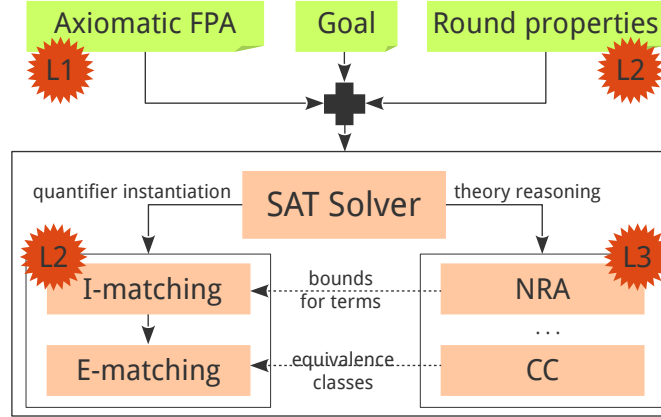 Axiomatic FPA
Goal
Round properties
L1
L2
quantifier instantiation
SAT Solver
theory reasoning
L2
L3
I-matching
bounds
for terms
NRA
...
E-matching
equivalence
classes
CC